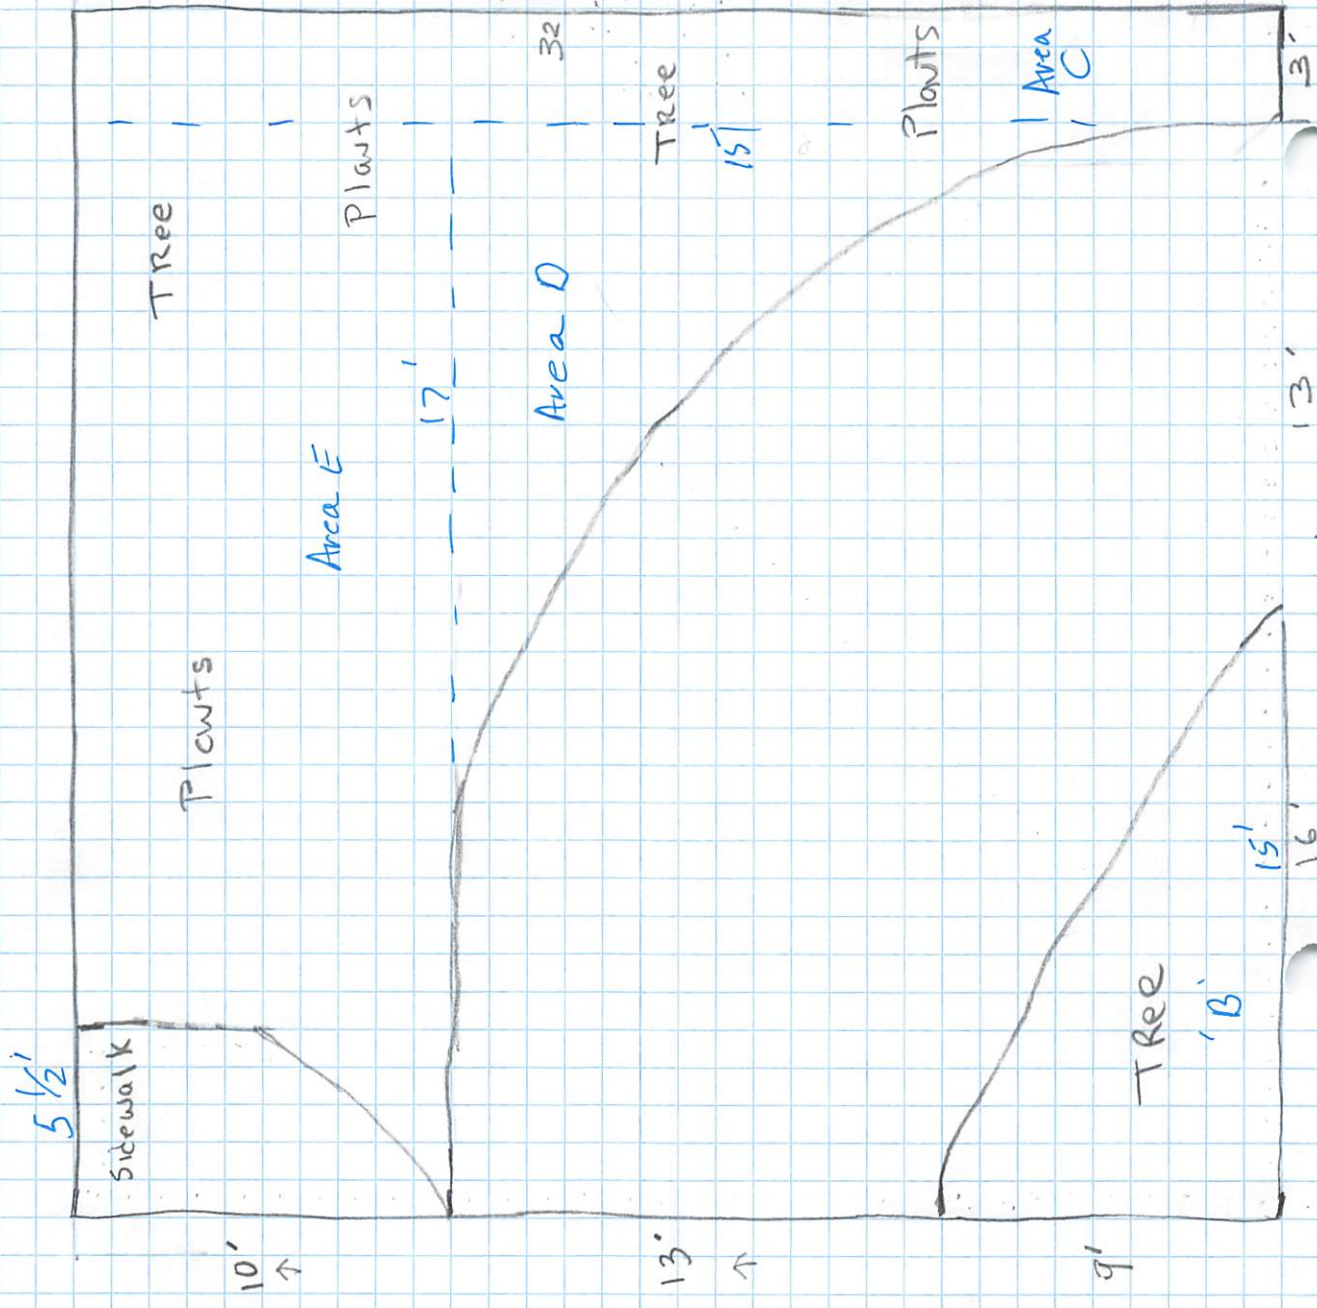 5 1/2'
Sidewalk
Plants
Tree
Plants
32
Tree
15'
Plants
Area
C
Area E
17'
Area D
10'
13'
9'
Tree
'B'
15'
16'
13'
3'